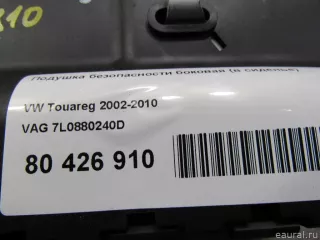 310
Подушка безопасности боковая (в сиденье)
VW Touareg 2002-2010
VAG 7L0880240D
80 426 910
eaural.ru